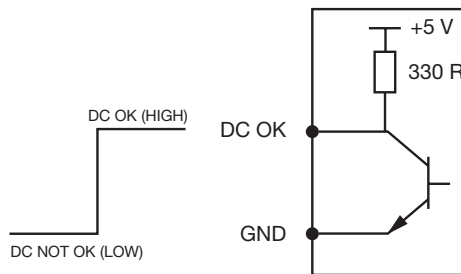 +5 V
330 R
DC OK (HIGH)
DC OK
GND
DC NOT OK (LOW)